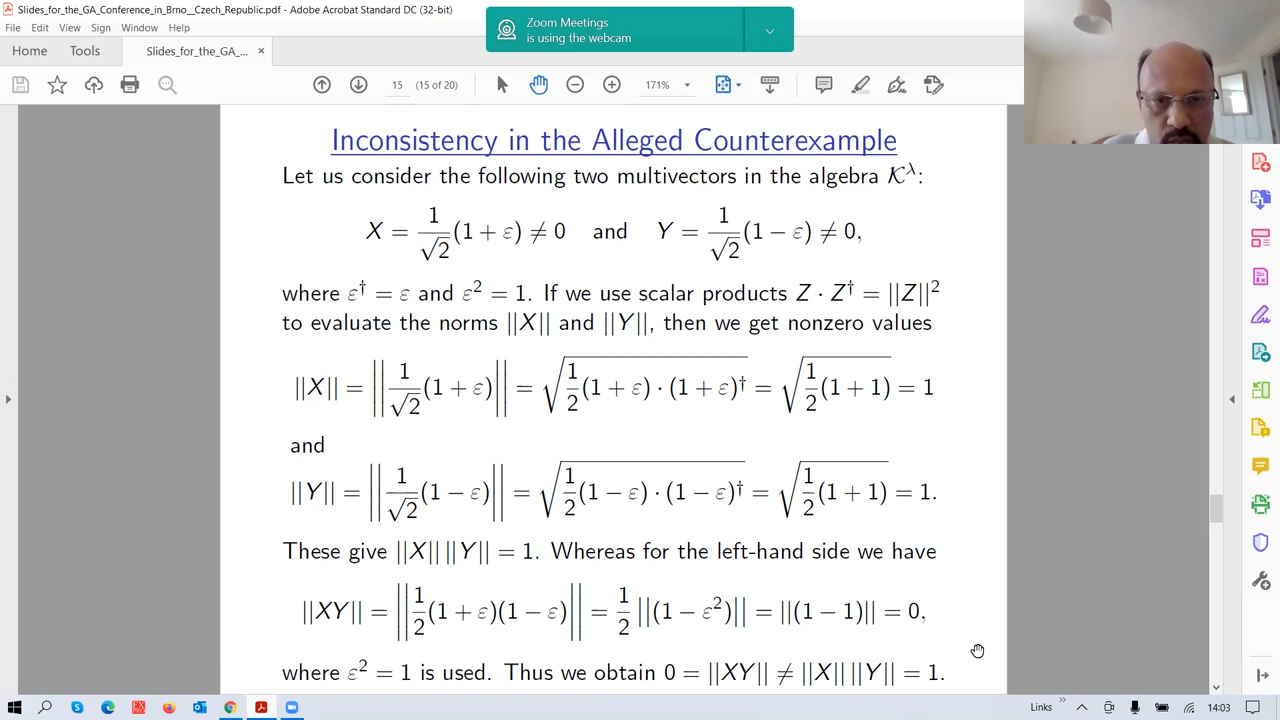 Slides_for_the_GA_Conference_in_Brno__Czech_Republic.pdf - Adobe Acrobat Standard DC (32-bit)
Zoom Meetings
is using the webcam
File Edit View Sign Window Help
Home Tools Slides_for_the_GA_... ×
15 (15 of 20) 171%
Inconsistency in the Alleged Counterexample
Let us consider the following two multivectors in the algebra 𝒦^λ:
X = 1/√2 (1 + ε) ≠ 0 and Y = 1/√2 (1 − ε) ≠ 0,
where ε† = ε and ε² = 1. If we use scalar products Z · Z† = ||Z||²
to evaluate the norms ||X|| and ||Y||, then we get nonzero values
||X|| = ||1/√2 (1 + ε)|| = √(1/2 (1 + ε) · (1 + ε)†) = √(1/2 (1 + 1)) = 1
and
||Y|| = ||1/√2 (1 − ε)|| = √(1/2 (1 − ε) · (1 − ε)†) = √(1/2 (1 + 1)) = 1.
These give ||X|| ||Y|| = 1. Whereas for the left-hand side we have
||XY|| = ||1/2 (1 + ε)(1 − ε)|| = 1/2 ||(1 − ε²)|| = ||(1 − 1)|| = 0,
where ε² = 1 is used. Thus we obtain 0 = ||XY|| ≠ ||X|| ||Y|| = 1.
Links » 14:03